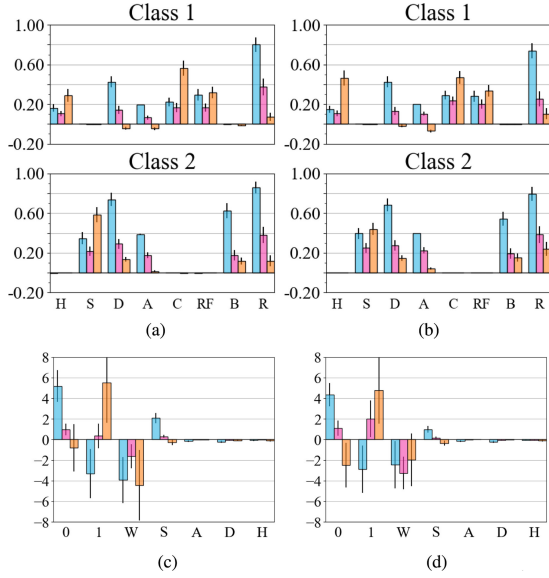 Class 1 Class 1
1.00 1.00
0.60 0.60
0.20 0.20
-0.20 -0.20
Class 2 Class 2
1.00 1.00
0.60 0.60
0.20 0.20
-0.20 -0.20
H S D A C RF B R H S D A C RF B R
(a) (b)
8 8
6 6
4 4
2 2
0 0
−2 −2
−4 −4
−6 −6
−8 −8
0 1 W S A D H 0 1 W S A D H
(c) (d)